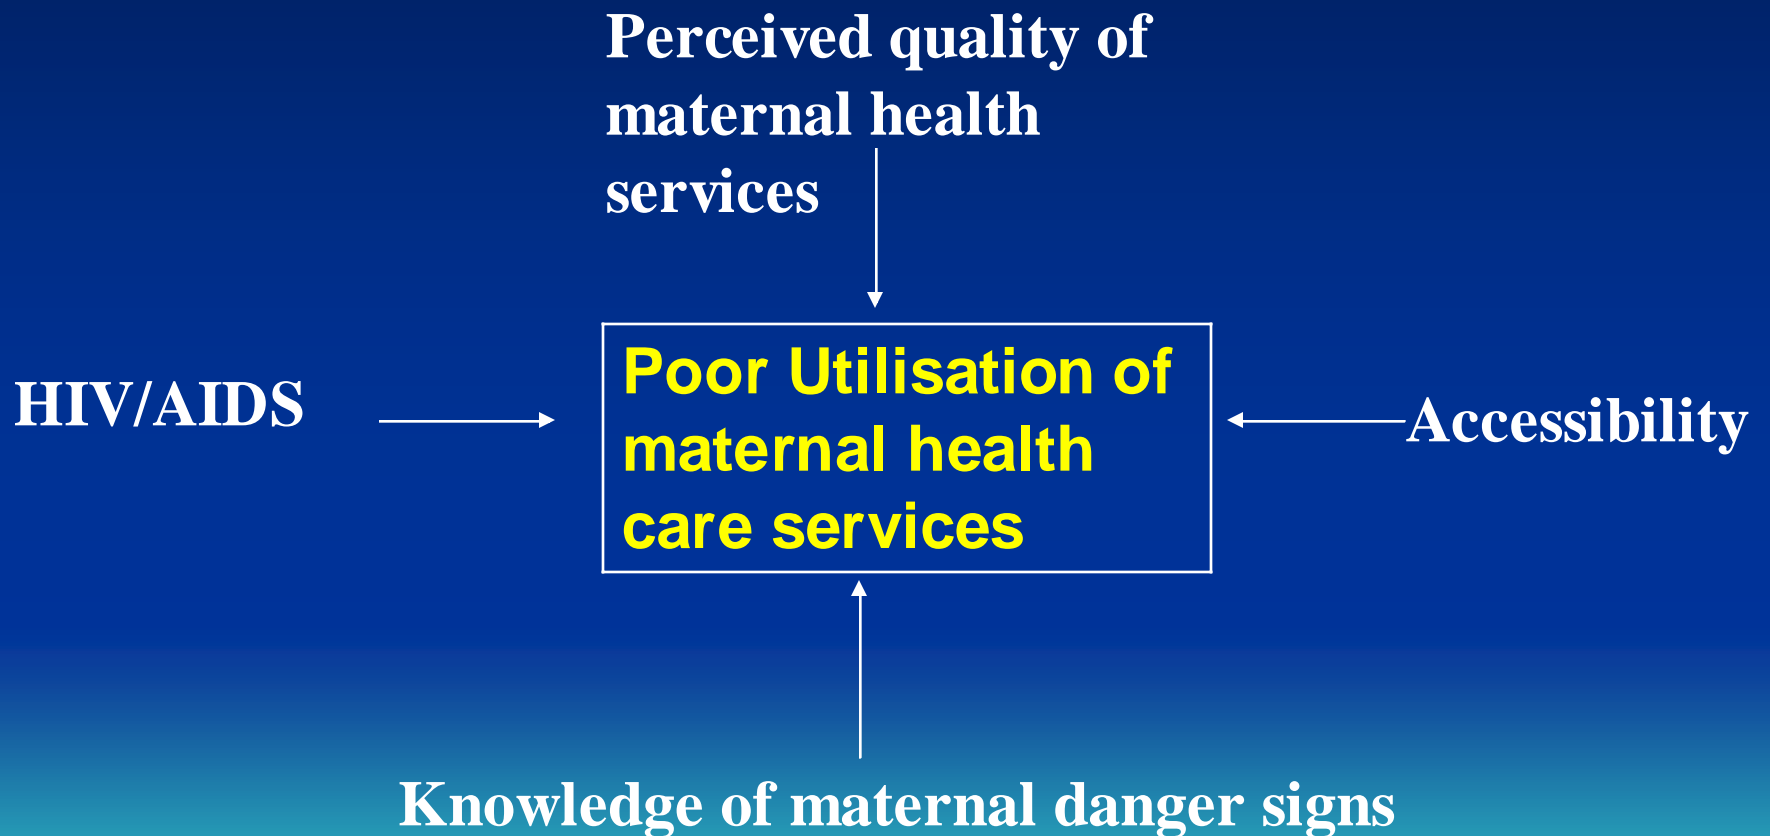 Perceived quality of
maternal health
services
HIV/AIDS
Poor Utilisation of
maternal health
care services
Accessibility
Knowledge of maternal danger signs